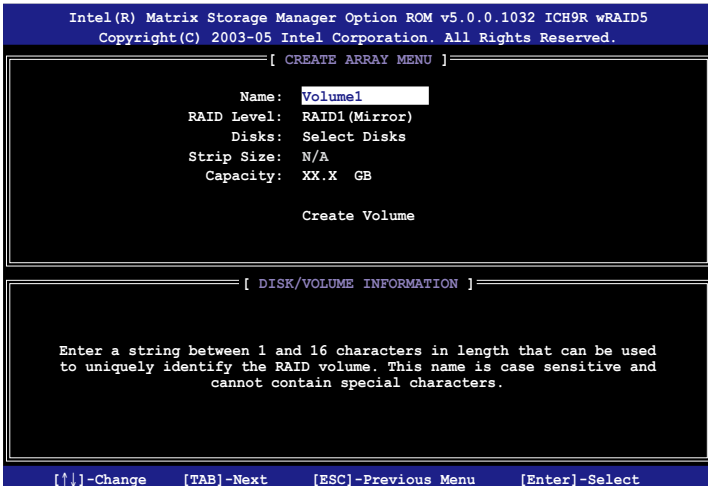 Intel(R) Matrix Storage Manager Option ROM v5.0.0.1032 ICH9R wRAID5
Copyright(C) 2003-05 Intel Corporation. All Rights Reserved.
[ CREATE ARRAY MENU ]
Name: Volume1
RAID Level: RAID1(Mirror)
Disks: Select Disks
Strip Size: N/A
Capacity: XX.X GB
Create Volume
[ DISK/VOLUME INFORMATION ]
Enter a string between 1 and 16 characters in length that can be used
to uniquely identify the RAID volume. This name is case sensitive and
cannot contain special characters.
[↑↓]-Change [TAB]-Next [ESC]-Previous Menu [Enter]-Select